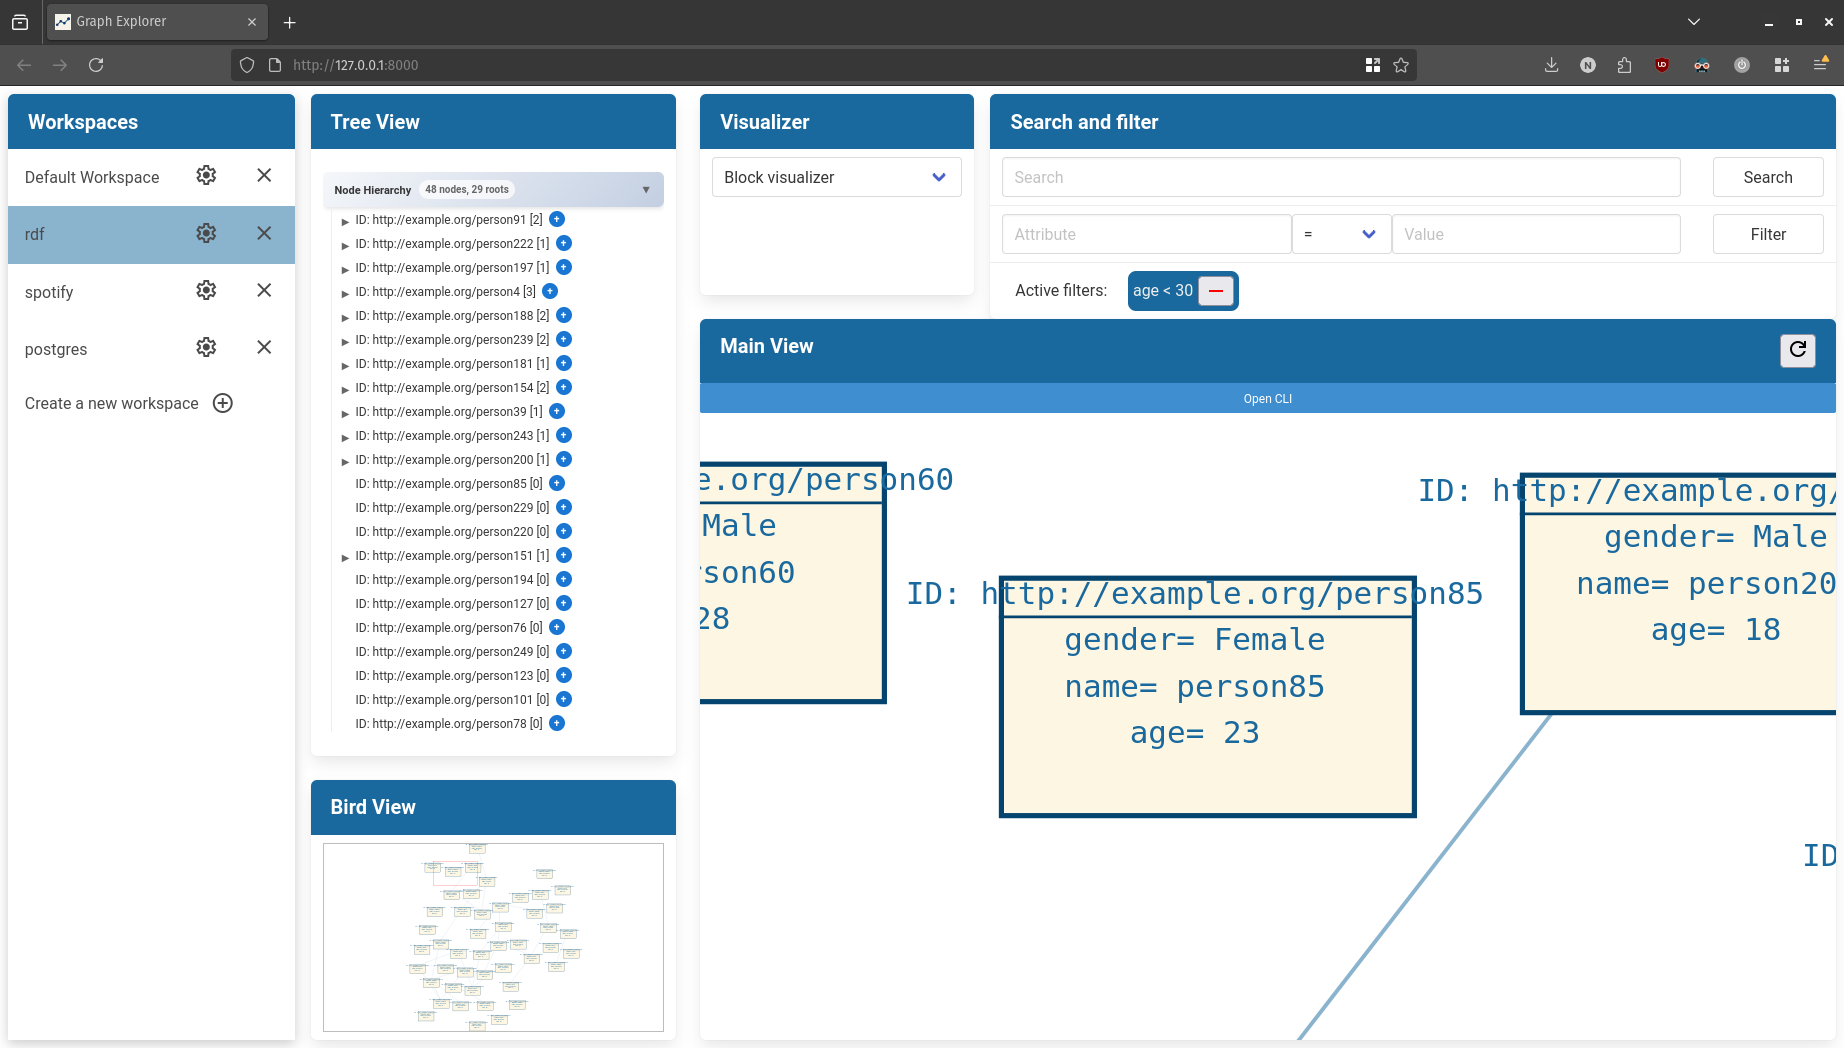 Graph Explorer
http://127.0.0.1:8000
Workspaces
Default Workspace
rdf
spotify
postgres
Create a new workspace
Tree View
Node Hierarchy 48 nodes, 29 roots
ID: http://example.org/person91 [2]
ID: http://example.org/person222 [1]
ID: http://example.org/person197 [1]
ID: http://example.org/person4 [3]
ID: http://example.org/person188 [2]
ID: http://example.org/person239 [2]
ID: http://example.org/person181 [1]
ID: http://example.org/person154 [2]
ID: http://example.org/person39 [1]
ID: http://example.org/person243 [1]
ID: http://example.org/person200 [1]
ID: http://example.org/person85 [0]
ID: http://example.org/person229 [0]
ID: http://example.org/person220 [0]
ID: http://example.org/person151 [1]
ID: http://example.org/person194 [0]
ID: http://example.org/person127 [0]
ID: http://example.org/person76 [0]
ID: http://example.org/person249 [0]
ID: http://example.org/person123 [0]
ID: http://example.org/person101 [0]
ID: http://example.org/person78 [0]
Bird View
Visualizer
Block visualizer
Search and filter
Search
Search
Attribute
=
Value
Filter
Active filters:
age < 30
Main View
Open CLI
e.org/person60
Male
rson60
28
ID: http://example.org/person85
gender= Female
name= person85
age= 23
ID: http://example.org/
gender= Male
name= person20
age= 18
ID